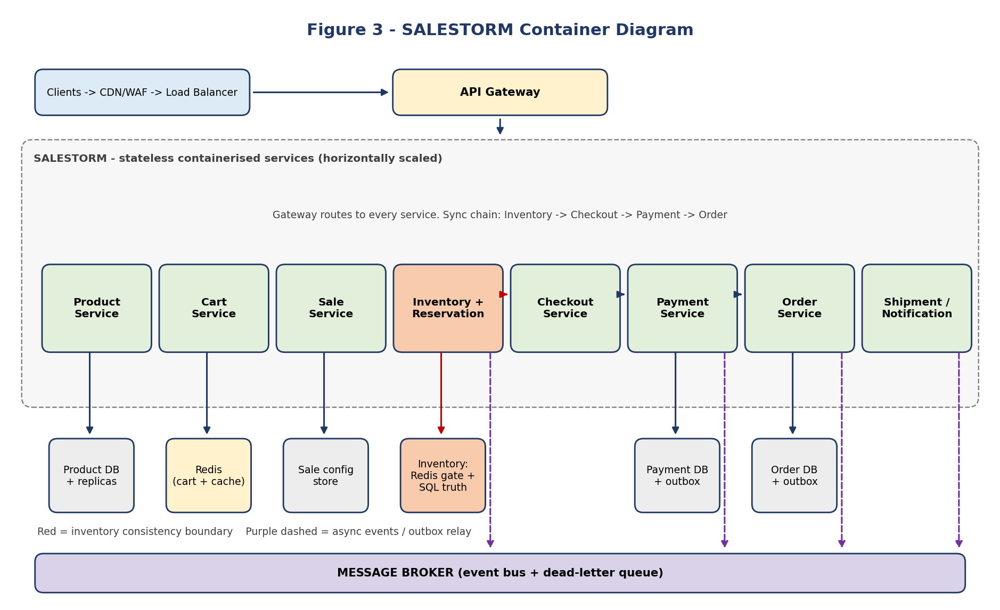 Figure 3 - SALESTORM Container Diagram
Clients -> CDN/WAF -> Load Balancer
API Gateway
SALESTORM - stateless containerised services (horizontally scaled)
Gateway routes to every service. Sync chain: Inventory -> Checkout -> Payment -> Order
Product
Service
Cart
Service
Sale
Service
Inventory +
Reservation
Checkout
Service
Payment
Service
Order
Service
Shipment /
Notification
Product DB
+ replicas
Redis
(cart + cache)
Sale config
store
Inventory:
Redis gate +
SQL truth
Payment DB
+ outbox
Order DB
+ outbox
Red = inventory consistency boundary    Purple dashed = async events / outbox relay
MESSAGE BROKER (event bus + dead-letter queue)